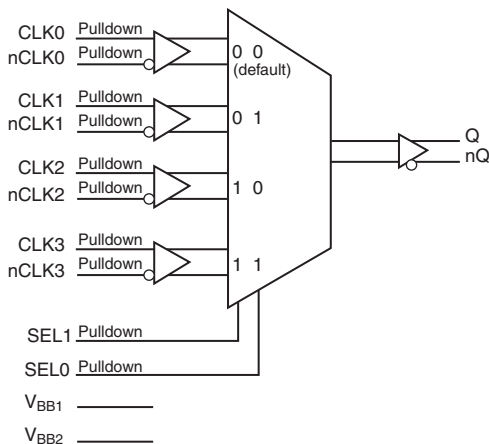 CLK0 Pulldown
nCLK0 Pulldown
0 0
(default)
CLK1 Pulldown
nCLK1 Pulldown
0 1
CLK2 Pulldown
nCLK2 Pulldown
1 0
CLK3 Pulldown
nCLK3 Pulldown
1 1
Q
nQ
SEL1 Pulldown
SEL0 Pulldown
VBB1
VBB2